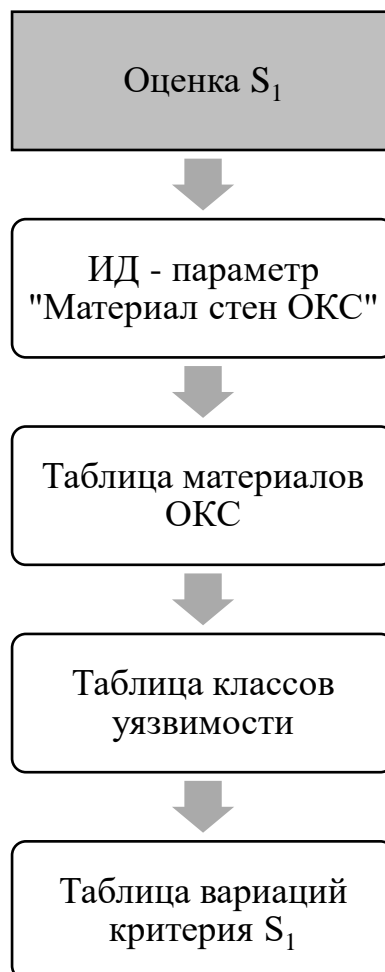 Оценка S₁
ИД - параметр
"Материал стен ОКС"
Таблица материалов
ОКС
Таблица классов
уязвимости
Таблица вариаций
критерия S₁